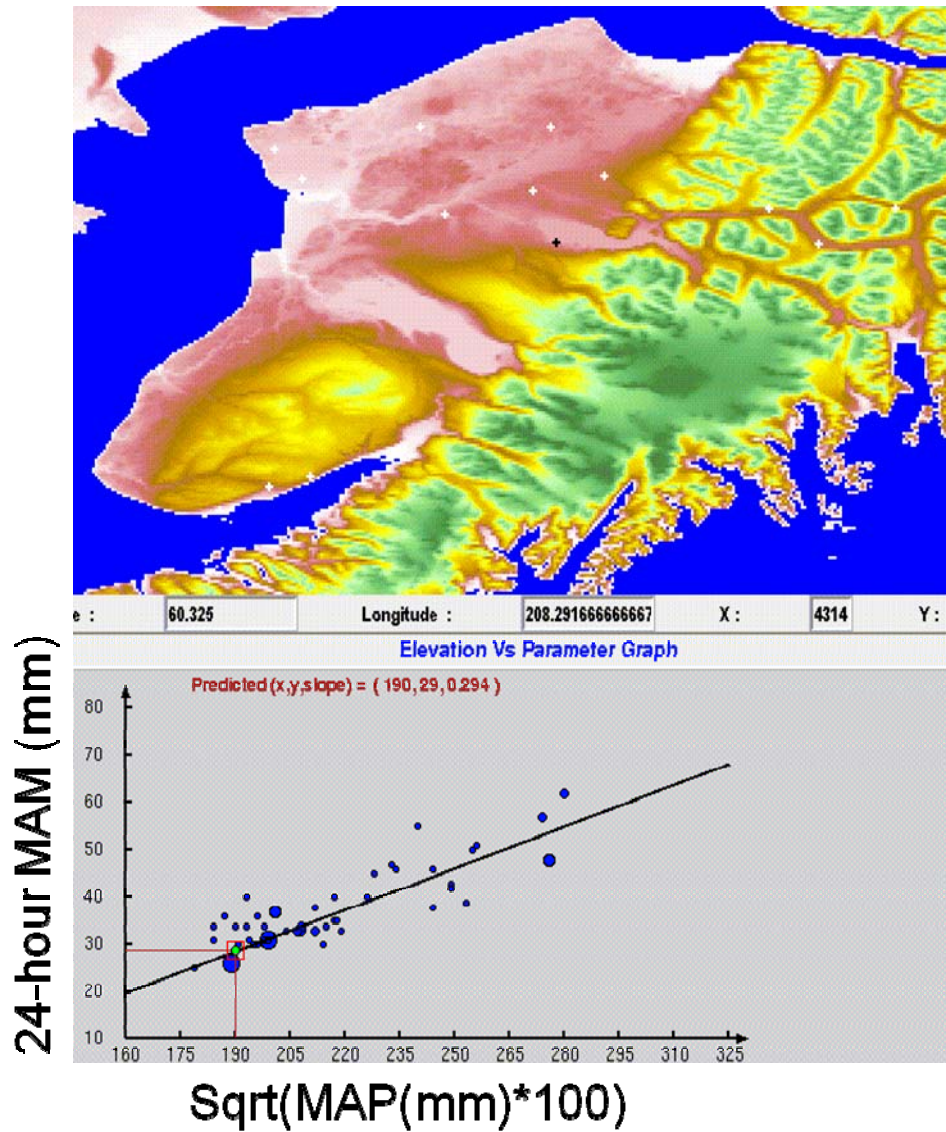 e : 60.325 Longitude : 208.291666666667 X : 4314 Y :
Elevation Vs Parameter Graph
Predicted (x,y,slope) = ( 190, 29, 0.294 )
24-hour MAM (mm)
80
70
60
50
40
30
20
10
160 175 190 205 220 235 250 265 280 295 310 325
Sqrt(MAP(mm)*100)